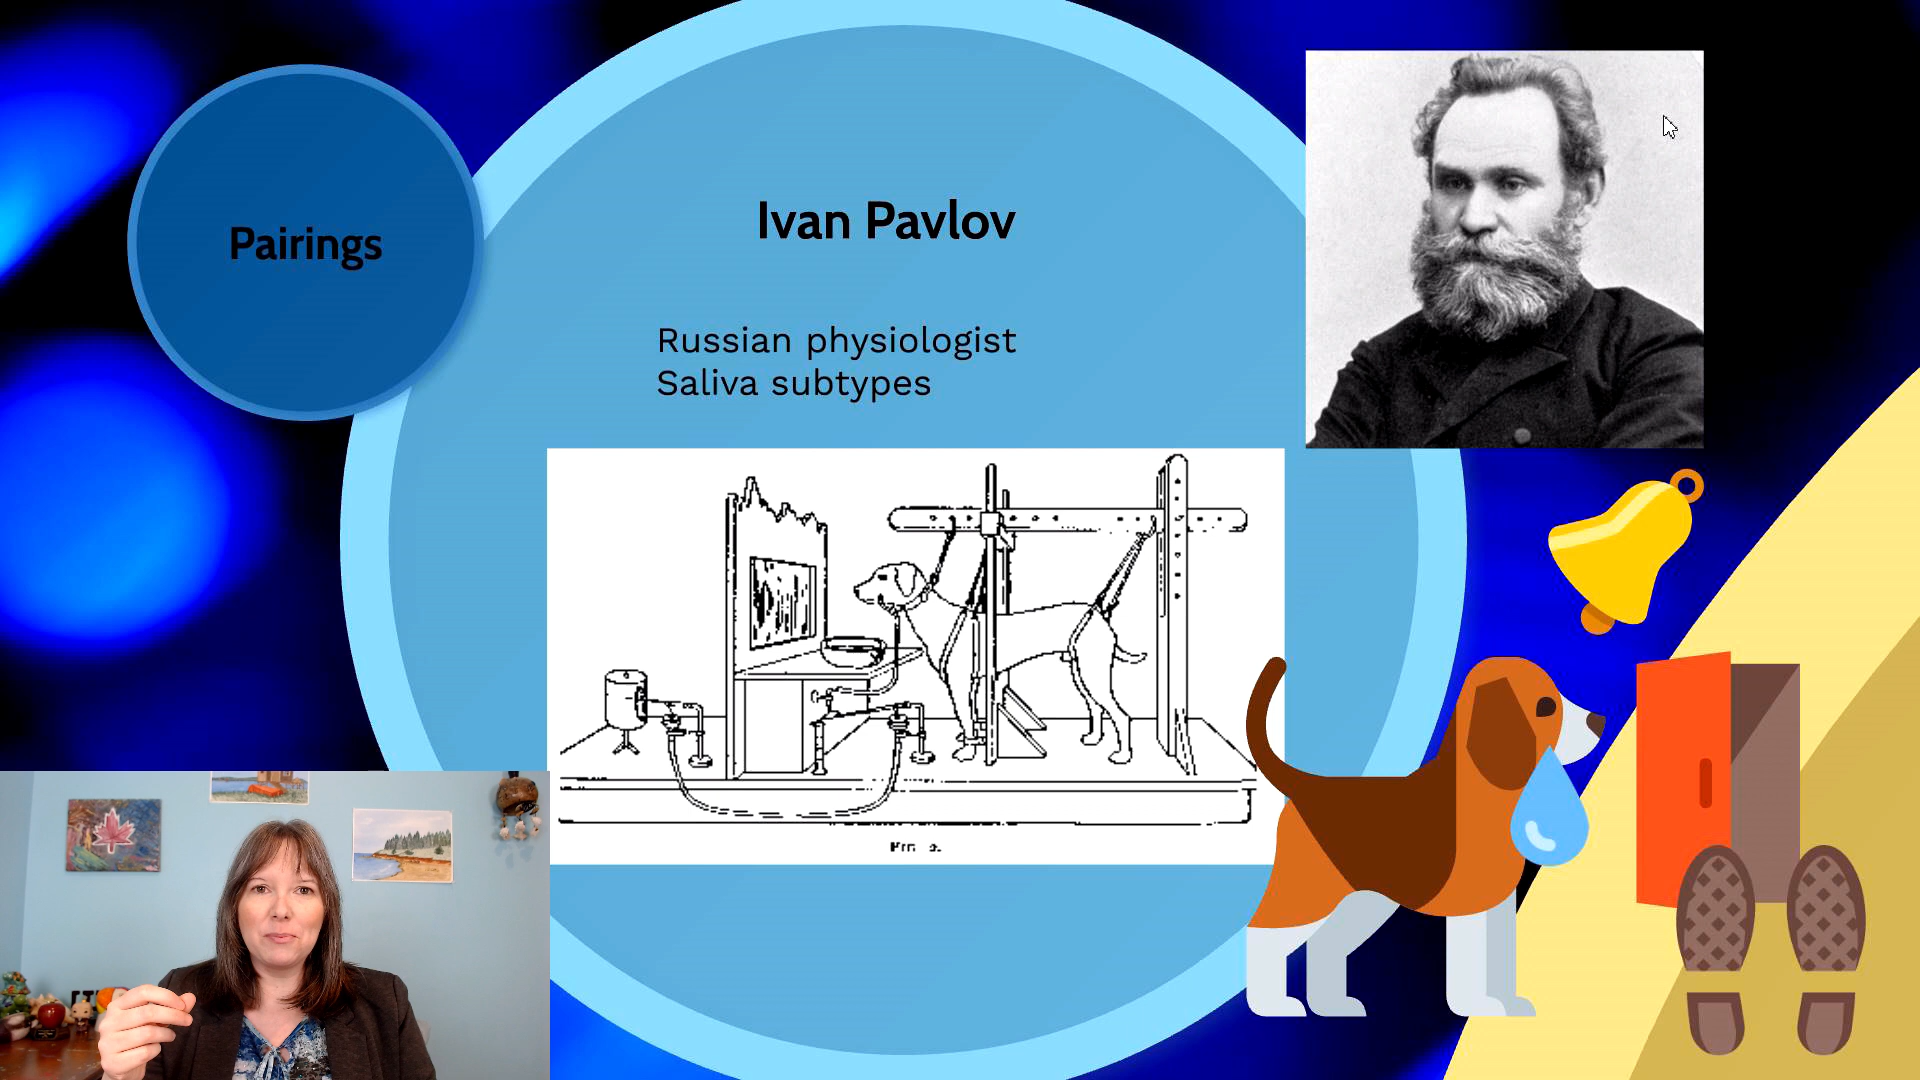 Pairings
Ivan Pavlov
Russian physiologist
Saliva subtypes